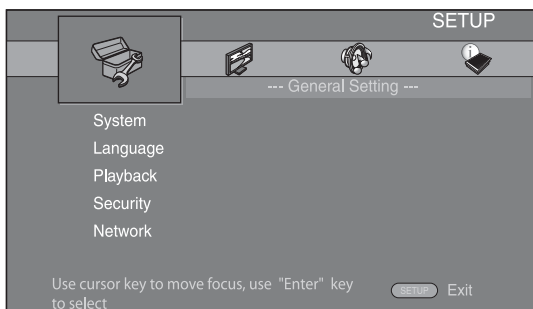 SETUP
--- General Setting ---
System
Language
Playback
Security
Network
Use cursor key to move focus, use "Enter" key
to select
SETUP Exit